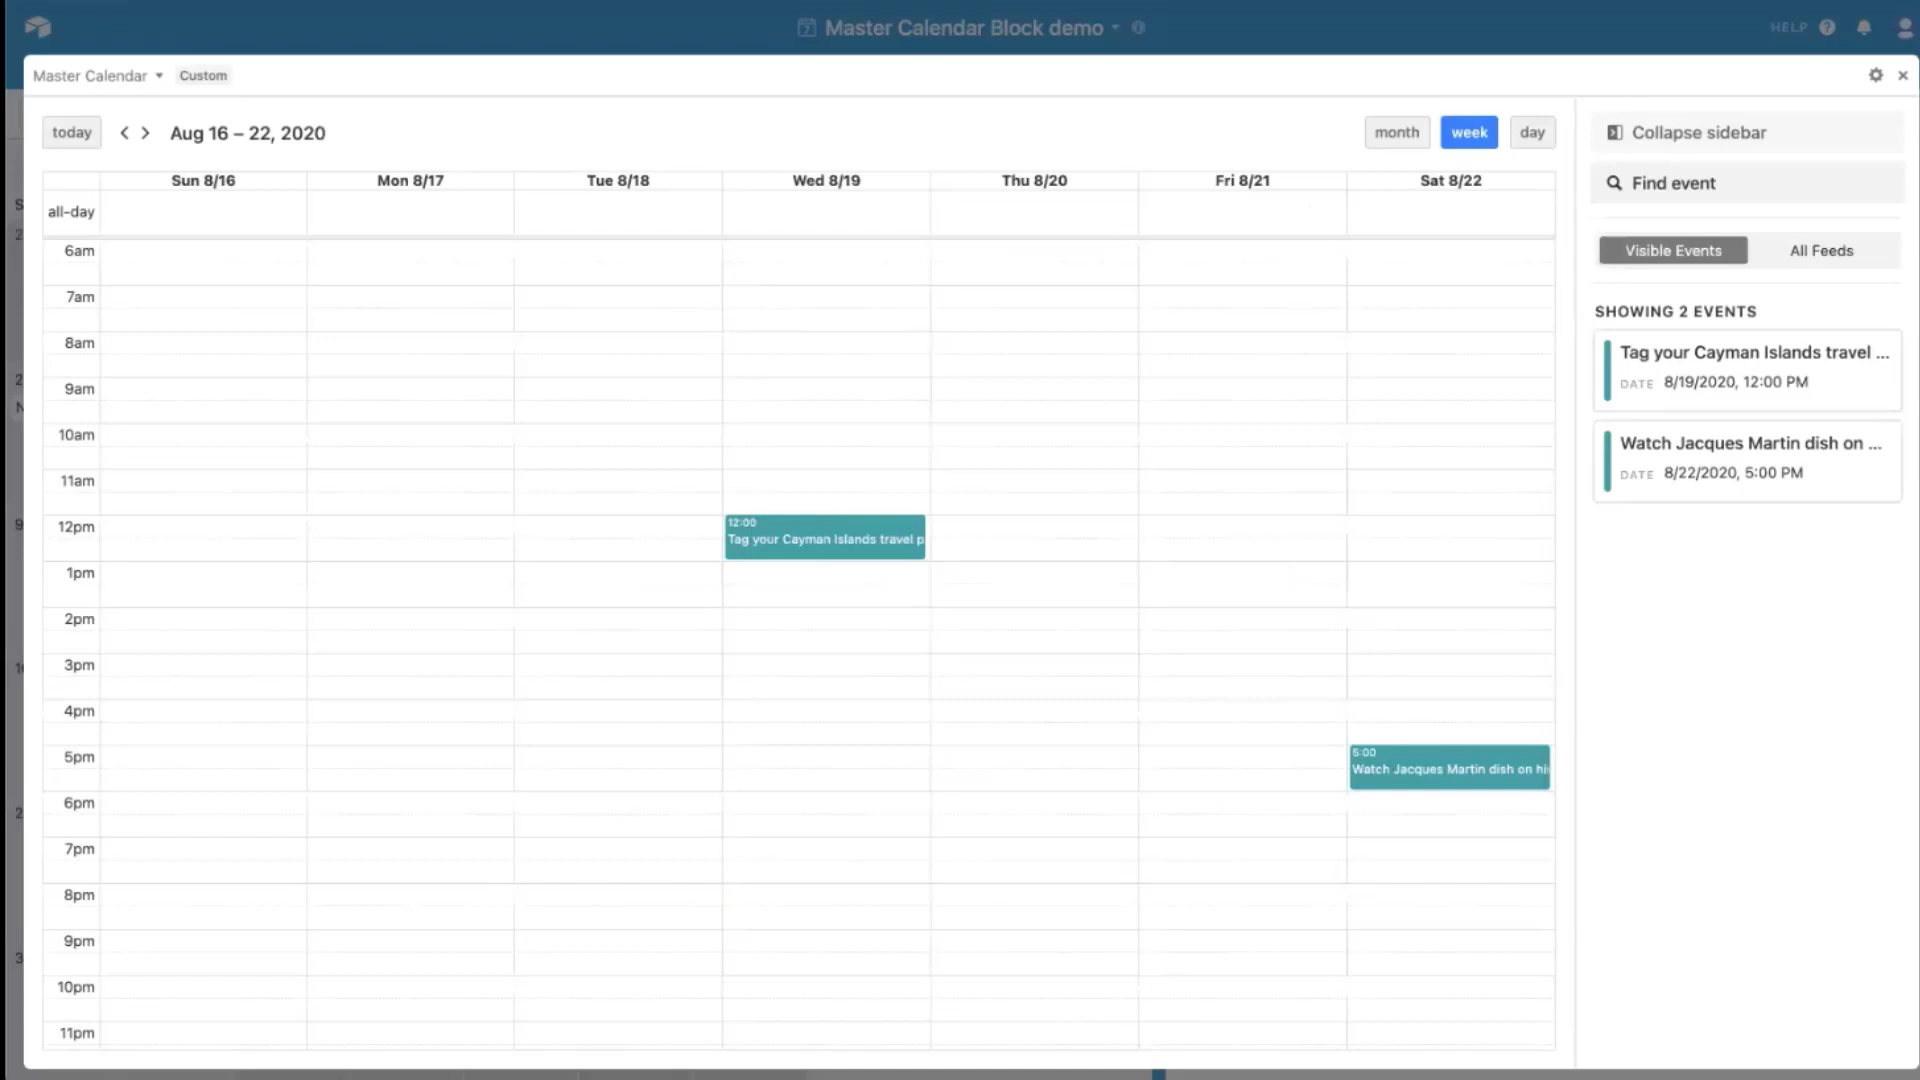 Master Calendar Block demo
HELP
Master Calendar Custom
today Aug 16 – 22, 2020 month week day
Sun 8/16 Mon 8/17 Tue 8/18 Wed 8/19 Thu 8/20 Fri 8/21 Sat 8/22
all-day
6am
7am
8am
9am
10am
11am
12pm
12:00
Tag your Cayman Islands travel p
1pm
2pm
3pm
4pm
5pm
5:00
Watch Jacques Martin dish on hi
6pm
7pm
8pm
9pm
10pm
11pm
Collapse sidebar
Find event
Visible Events All Feeds
SHOWING 2 EVENTS
Tag your Cayman Islands travel ...
DATE 8/19/2020, 12:00 PM
Watch Jacques Martin dish on ...
DATE 8/22/2020, 5:00 PM